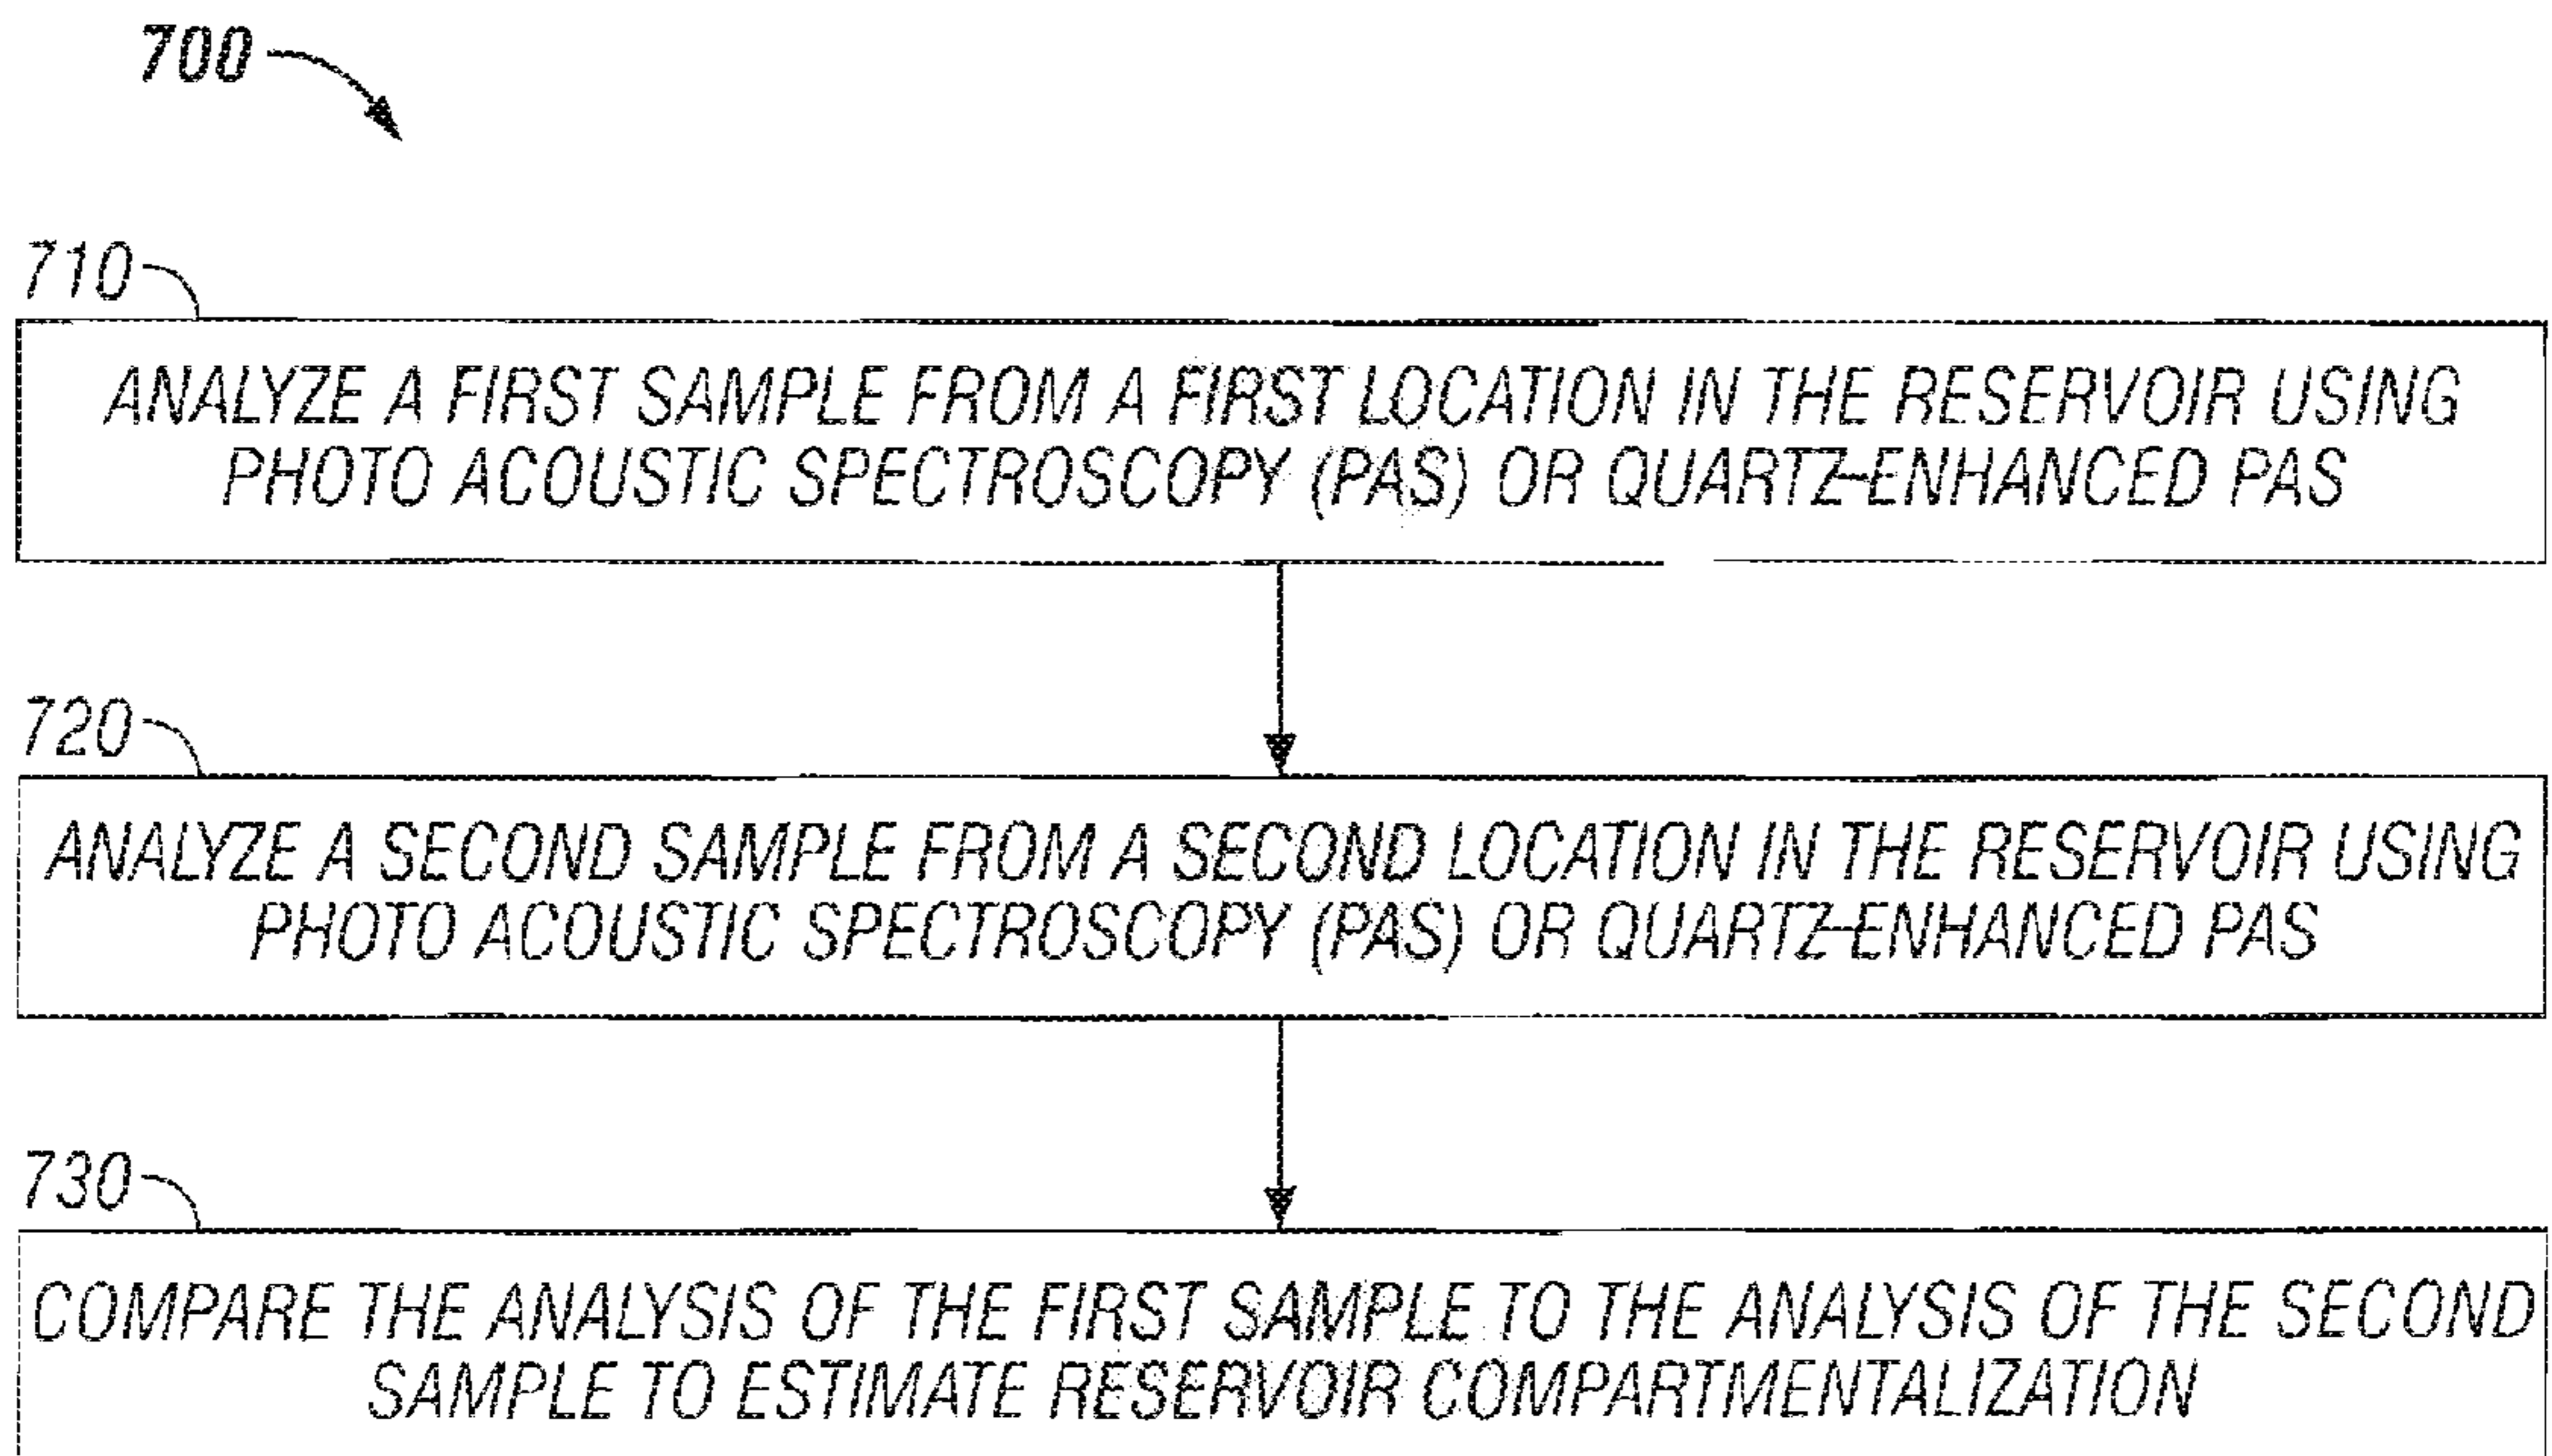 700
710
ANALYZE A FIRST SAMPLE FROM A FIRST LOCATION IN THE RESERVOIR USING
PHOTO ACOUSTIC SPECTROSCOPY (PAS) OR QUARTZ-ENHANCED PAS
720
ANALYZE A SECOND SAMPLE FROM A SECOND LOCATION IN THE RESERVOIR USING
PHOTO ACOUSTIC SPECTROSCOPY (PAS) OR QUARTZ-ENHANCED PAS
730
COMPARE THE ANALYSIS OF THE FIRST SAMPLE TO THE ANALYSIS OF THE SECOND
SAMPLE TO ESTIMATE RESERVOIR COMPARTMENTALIZATION